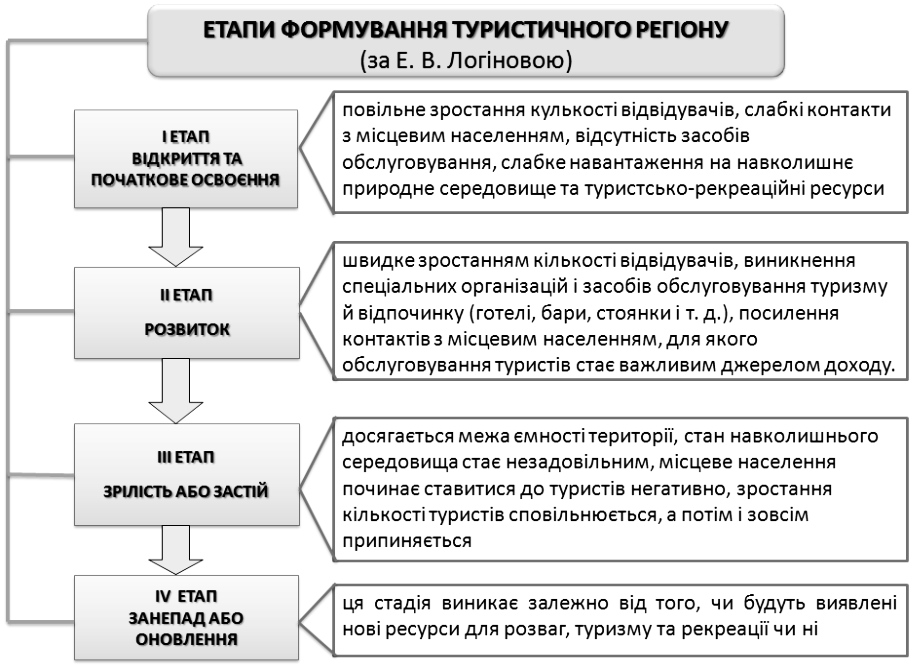 ЕТАПИ ФОРМУВАННЯ ТУРИСТИЧНОГО РЕГІОНУ
(за Е. В. Логіновою)
І ЕТАП
ВІДКРИТТЯ ТА
ПОЧАТКОВЕ ОСВОЄННЯ
повільне зростання кулькості відвідувачів, слабкі контакти
з місцевим населенням, відсутність засобів
обслуговування, слабке навантаження на навколишнє
природне середовище та туристсько-рекреаційні ресурси
ІІ ЕТАП
РОЗВИТОК
швидке зростанням кількості відвідувачів, виникнення
спеціальних організацій і засобів обслуговування туризму
й відпочинку (готелі, бари, стоянки і т. д.), посилення
контактів з місцевим населенням, для якого
обслуговування туристів стає важливим джерелом доходу.
ІІІ ЕТАП
ЗРІЛІСТЬ АБО ЗАСТІЙ
досягається межа ємності території, стан навколишнього
середовища стає незадовільним, місцеве населення
починає ставитися до туристів негативно, зростання
кількості туристів сповільнюється, а потім і зовсім
припиняється
IV ЕТАП
ЗАНЕПАД АБО
ОНОВЛЕННЯ
ця стадія виникає залежно від того, чи будуть виявлені
нові ресурси для розваг, туризму та рекреації чи ні